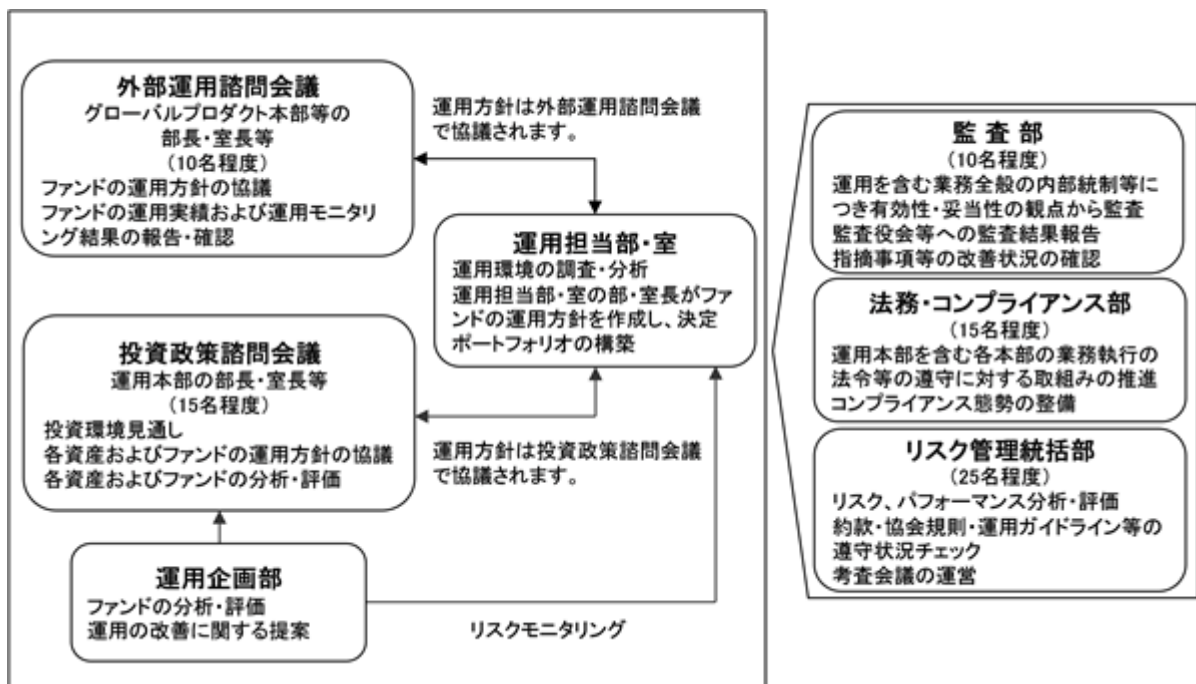 外部運用諮問会議
グローバルプロダクト本部等の
部長・室長等
（10名程度）
ファンドの運用方針の協議
ファンドの運用実績および運用モニタリ
ング結果の報告・確認
運用方針は外部運用諮問会議
で協議されます。
運用担当部・室
運用環境の調査・分析
運用担当部・室の部・室長がファ
ンドの運用方針を作成し、決定
ポートフォリオの構築
投資政策諮問会議
運用本部の部長・室長等
（15名程度）
投資環境見通し
各資産およびファンドの運用方針の協議
各資産およびファンドの分析・評価
運用方針は投資政策諮問会議
で協議されます。
運用企画部
ファンドの分析・評価
運用の改善に関する提案
リスクモニタリング
監査部
（10名程度）
運用を含む業務全般の内部統制等に
つき有効性・妥当性の観点から監査
監査役会等への監査結果報告
指摘事項等の改善状況の確認
法務・コンプライアンス部
（15名程度）
運用本部を含む各本部の業務執行の
法令等の遵守に対する取組みの推進
コンプライアンス態勢の整備
リスク管理統括部
（25名程度）
リスク、パフォーマンス分析・評価
約款・協会規則・運用ガイドライン等の
遵守状況チェック
考査会議の運営